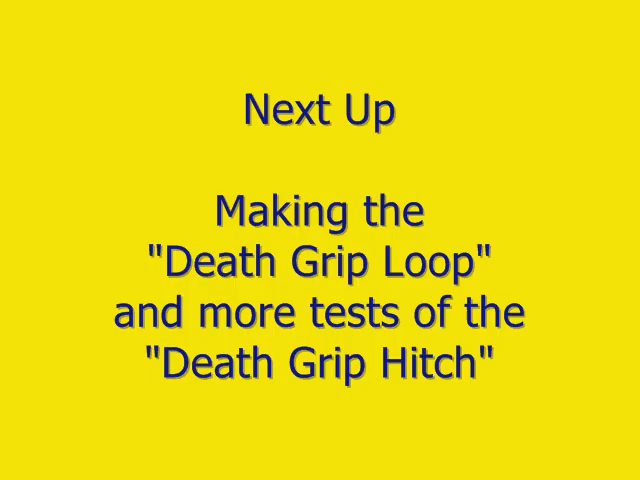 Next Up
Making the
"Death Grip Loop"
and more tests of the
"Death Grip Hitch"